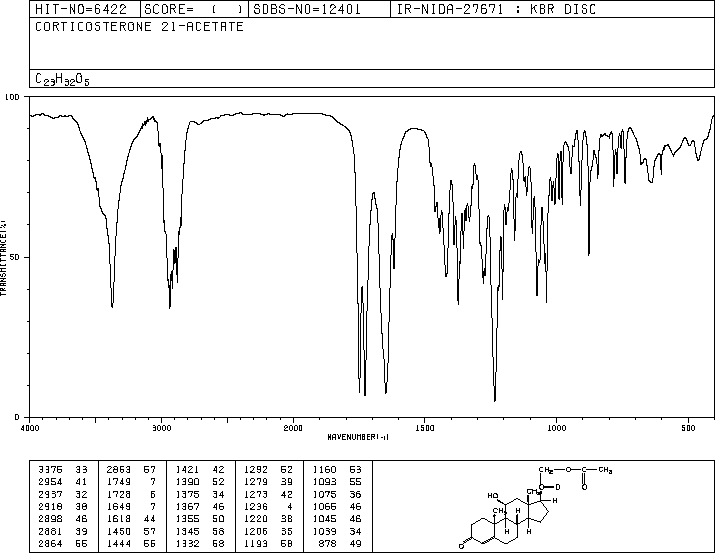 HIT-NO=6422 SCORE= ( ) SDBS-NO=12401 IR-NIDA-27671 : KBR DISC
CORTICOSTERONE 21-ACETATE
C23H32O5
100
50
0
TRANSMITTANCE(%)
4000 3000 2000 1500 1000 500
WAVENUMBER(-1)
3376 33 2863 57 1421 42 1292 52 1160 53
2954 41 1749 7 1390 52 1279 39 1093 55
2937 32 1728 6 1375 34 1273 42 1075 36
2918 38 1649 7 1367 46 1236 4 1066 46
2898 46 1618 44 1355 50 1220 38 1045 46
2881 39 1450 57 1345 58 1206 35 1039 34
2864 55 1444 55 1332 58 1193 58 878 49
CH2 O C CH3
C O O
HO CH3 H
CH3 H
H H
O